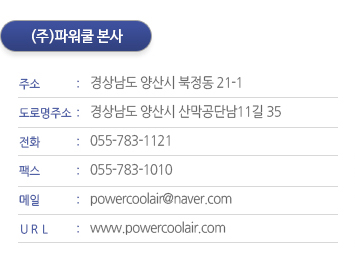 (주)파워쿨 본사
주소 : 경상남도 양산시 북정동 21-1
도로명주소 : 경상남도 양산시 산막공단남11길 35
전화 : 055-783-1121
팩스 : 055-783-1010
메일 : powercoolair@naver.com
URL : www.powercoolair.com